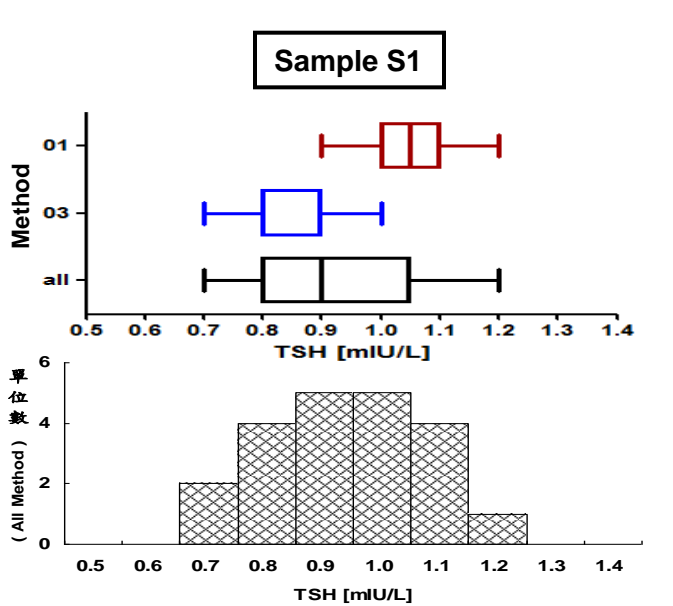 Sample S1
Method
01
03
all
0.5 0.6 0.7 0.8 0.9 1.0 1.1 1.2 1.3 1.4
TSH [mIU/L]
單位數 ( All Method )
6
4
2
0
0.5 0.6 0.7 0.8 0.9 1.0 1.1 1.2 1.3 1.4
TSH [mIU/L]